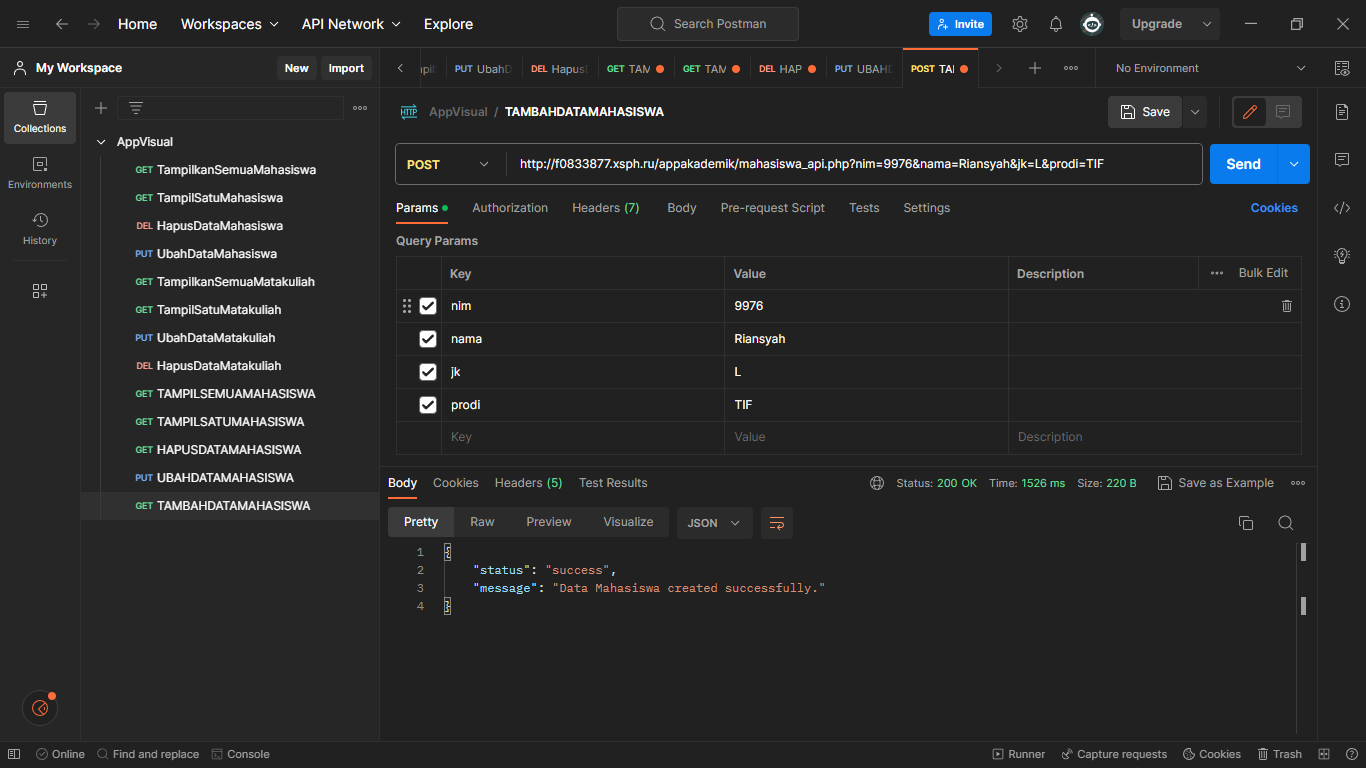 Home Workspaces API Network Explore Search Postman Invite Upgrade
My Workspace New Import
UbahD DEL Hapus GET TAM GET TAM DEL HAP PUT UBAHD POST TAI No Environment
Collections
Environments
History
AppVisual
GET TampilkanSemuaMahasiswa
GET TampilSatuMahasiswa
DEL HapusDataMahasiswa
PUT UbahDataMahasiswa
GET TampilkanSemuaMatakuliah
GET TampilSatuMatakuliah
PUT UbahDataMatakuliah
DEL HapusDataMatakuliah
GET TAMPILSEMUAMAHASISWA
GET TAMPILSATUMAHASISWA
GET HAPUSDATAMAHASISWA
PUT UBAHDATAMAHASISWA
GET TAMBAHDATAMAHASISWA
HTTP AppVisual / TAMBAHDATAMAHASISWA Save
POST http://f0833877.xsph.ru/appakademik/mahasiswa_api.php?nim=9976&nama=Riansyah&jk=L&prodi=TIF Send
Params Authorization Headers (7) Body Pre-request Script Tests Settings Cookies
Query Params
Key Value Description Bulk Edit
nim 9976
nama Riansyah
jk L
prodi TIF
Key Value Description
Body Cookies Headers (5) Test Results Status: 200 OK Time: 1526 ms Size: 220 B Save as Example
Pretty Raw Preview Visualize JSON
1 {
2 "status": "success",
3 "message": "Data Mahasiswa created successfully."
4 }
Online Find and replace Console Runner Capture requests Cookies Trash